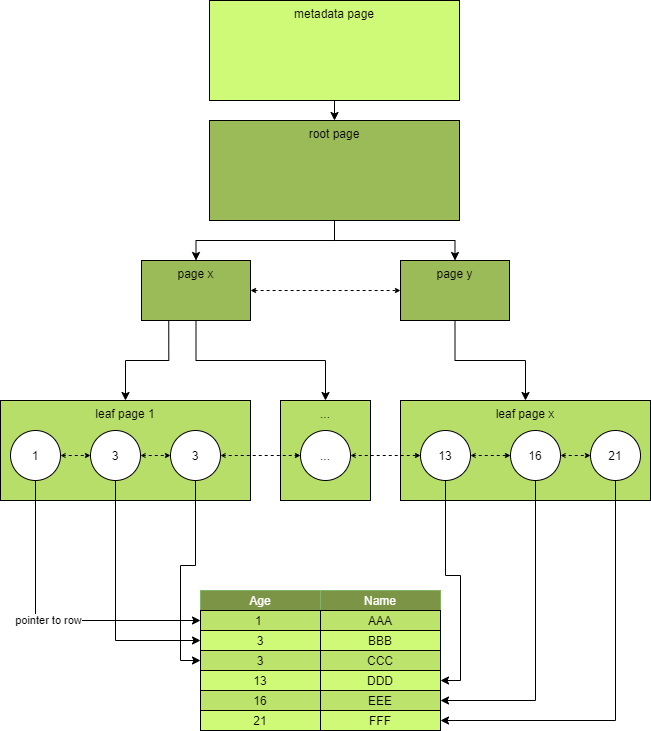 metadata page
root page
page x
page y
leaf page 1
...
leaf page x
1
3
3
...
13
16
21
pointer to row
Age Name
1 AAA
3 BBB
3 CCC
13 DDD
16 EEE
21 FFF